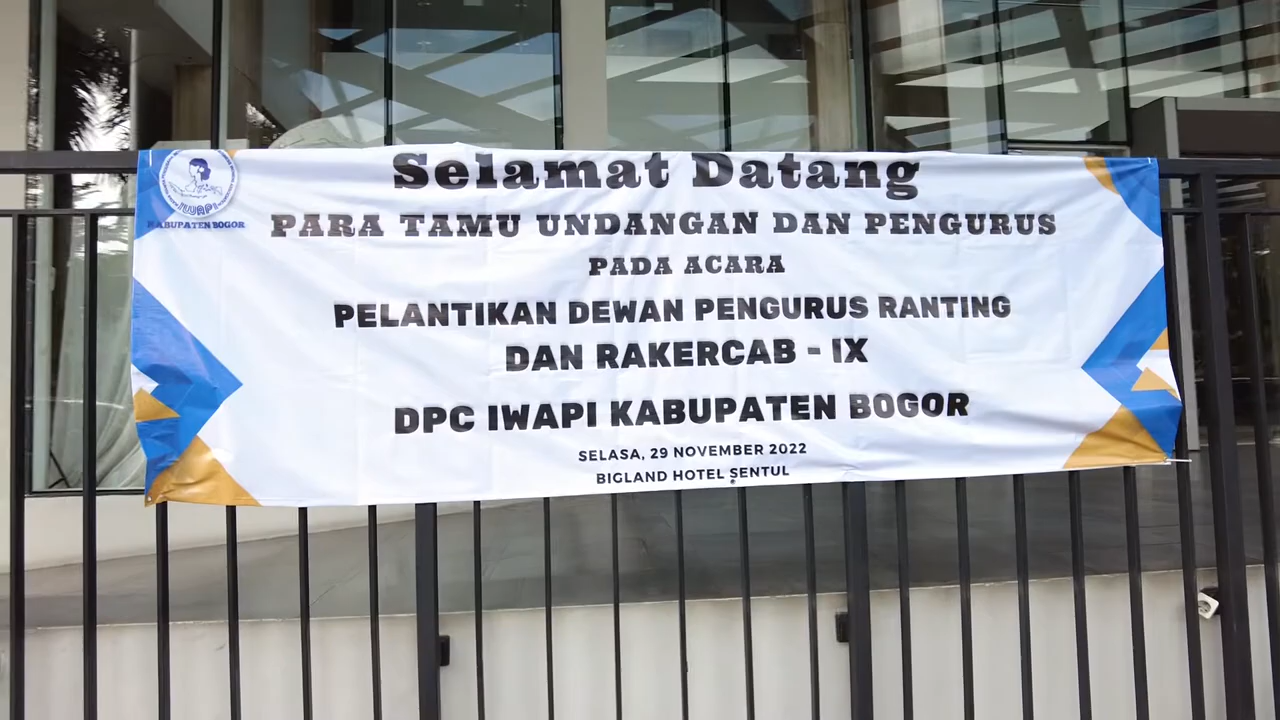 IWAPI
KABUPATEN BOGOR
Selamat Datang
PARA TAMU UNDANGAN DAN PENGURUS
PADA ACARA
PELANTIKAN DEWAN PENGURUS RANTING
DAN RAKERCAB - IX
DPC IWAPI KABUPATEN BOGOR
SELASA, 29 NOVEMBER 2022
BIGLAND HOTEL SENTUL